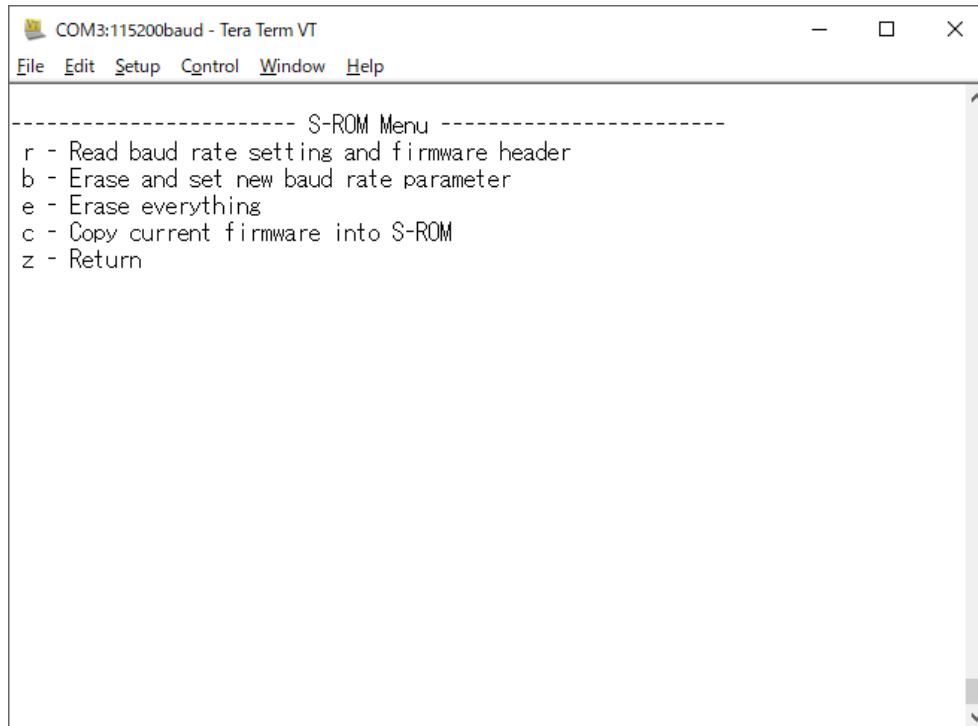 COM3:115200baud - Tera Term VT
File Edit Setup Control Window Help
------------------------ S-ROM Menu ------------------------
r - Read baud rate setting and firmware header
b - Erase and set new baud rate parameter
e - Erase everything
c - Copy current firmware into S-ROM
z - Return